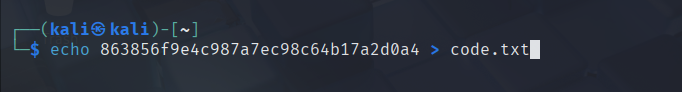 ┌──(kali㉿kali)-[~]
└─$ echo 863856f9e4c987a7ec98c64b17a2d0a4 > code.txt